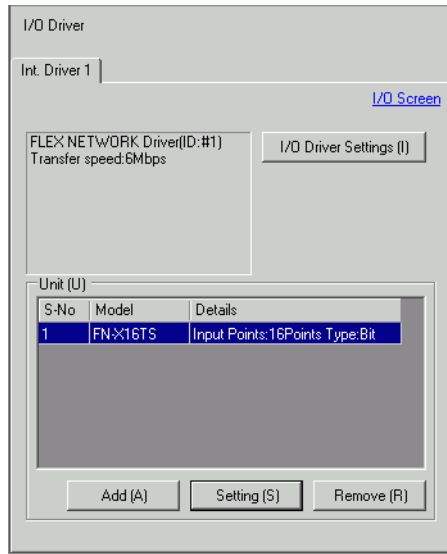 I/O Driver
Int. Driver 1
I/O Screen
FLEX NETWORK Driver(ID:#1)
Transfer speed:6Mbps
I/O Driver Settings (I)
Unit (U)
S-No Model Details
1 FN-X16TS Input Points:16Points Type:Bit
Add (A) Setting (S) Remove (R)